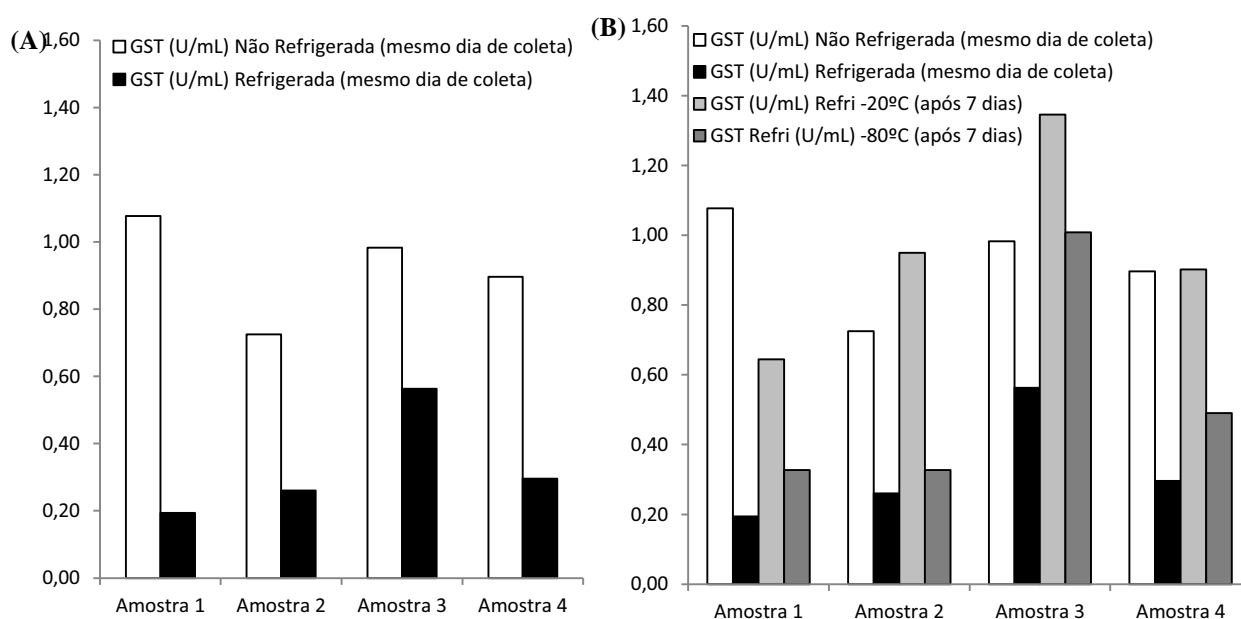 (A)
1,60
1,40
1,20
1,00
0,80
0,60
0,40
0,20
0,00
GST (U/mL) Não Refrigerada (mesmo dia de coleta)
GST (U/mL) Refrigerada (mesmo dia de coleta)
Amostra 1 Amostra 2 Amostra 3 Amostra 4
(B)
1,60
1,40
1,20
1,00
0,80
0,60
0,40
0,20
0,00
GST (U/mL) Não Refrigerada (mesmo dia de coleta)
GST (U/mL) Refrigerada (mesmo dia de coleta)
GST (U/mL) Refri -20ºC (após 7 dias)
GST Refri (U/mL) -80ºC (após 7 dias)
Amostra 1 Amostra 2 Amostra 3 Amostra 4